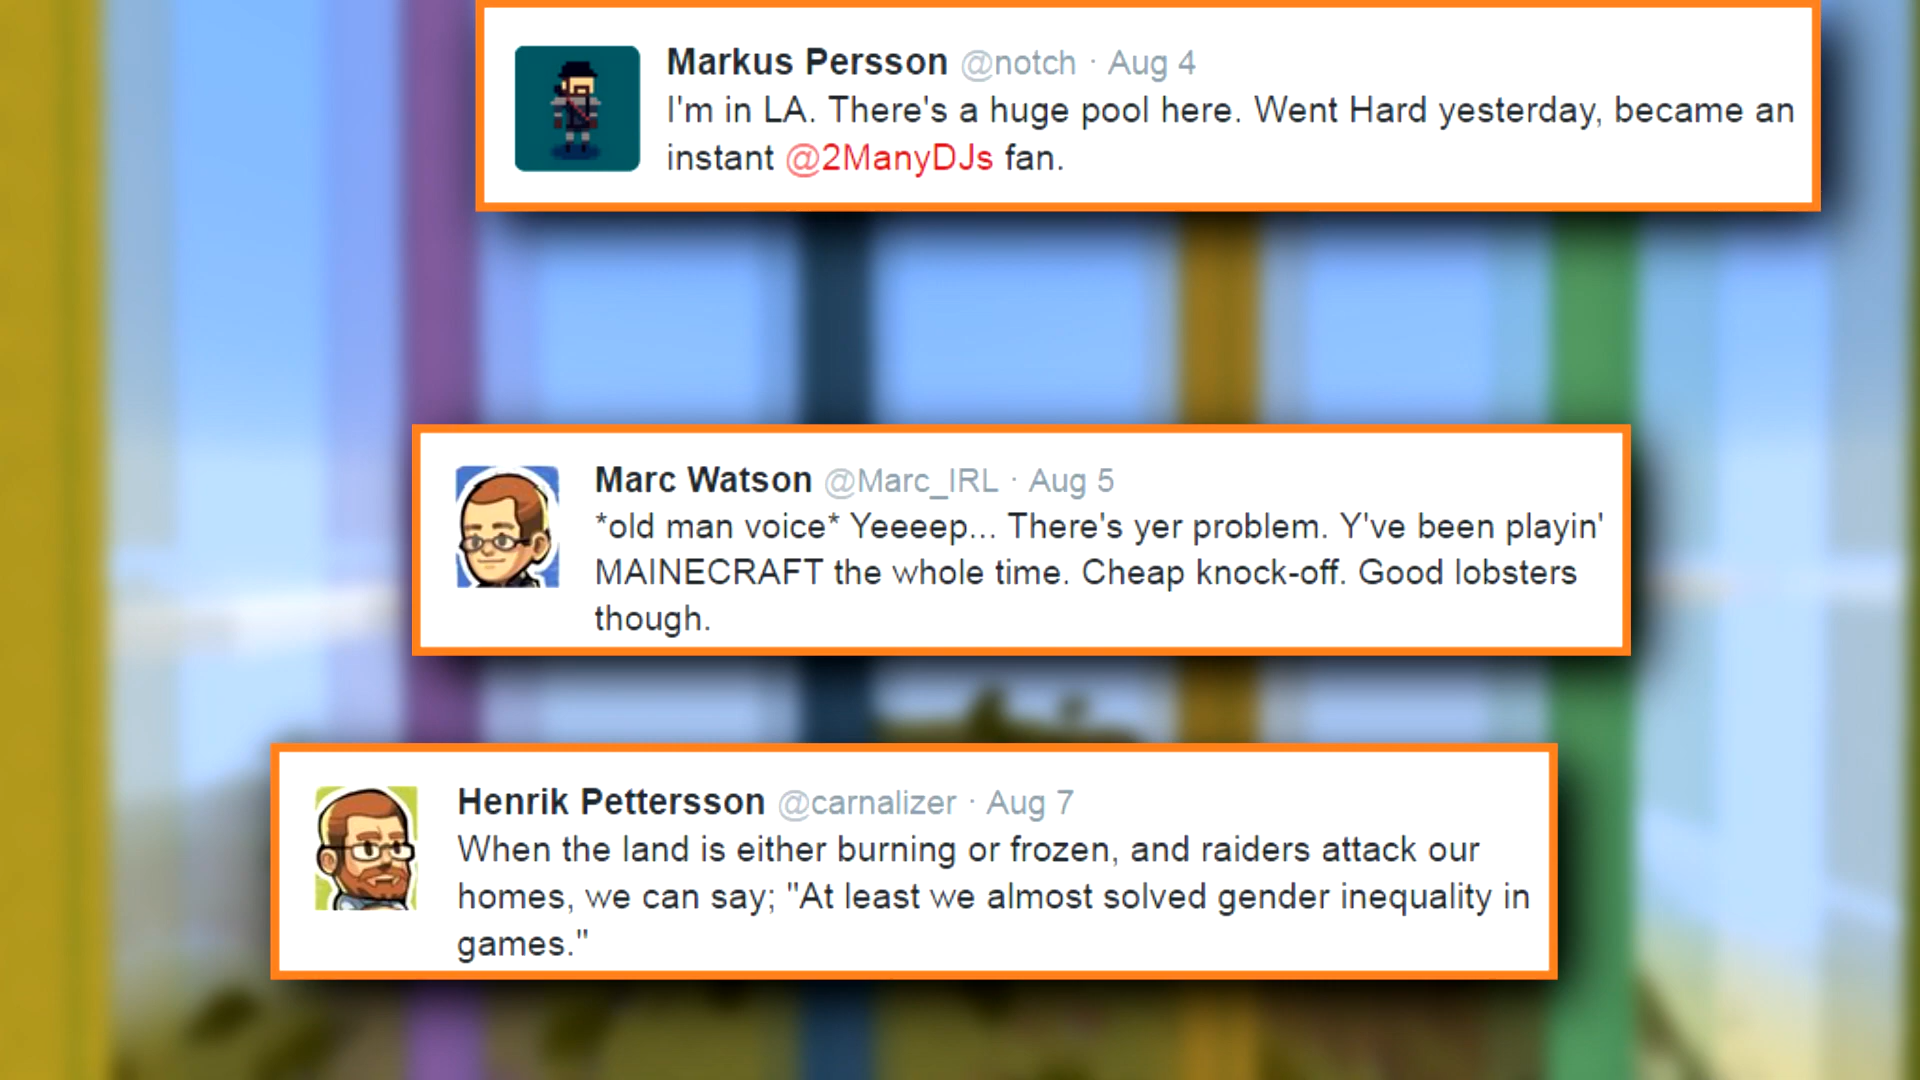 Markus Persson @notch · Aug 4
I'm in LA. There's a huge pool here. Went Hard yesterday, became an
instant @2ManyDJs fan.
Marc Watson @Marc_IRL · Aug 5
*old man voice* Yeeeep... There's yer problem. Y've been playin'
MAINECRAFT the whole time. Cheap knock-off. Good lobsters
though.
Henrik Pettersson @carnalizer · Aug 7
When the land is either burning or frozen, and raiders attack our
homes, we can say; "At least we almost solved gender inequality in
games."